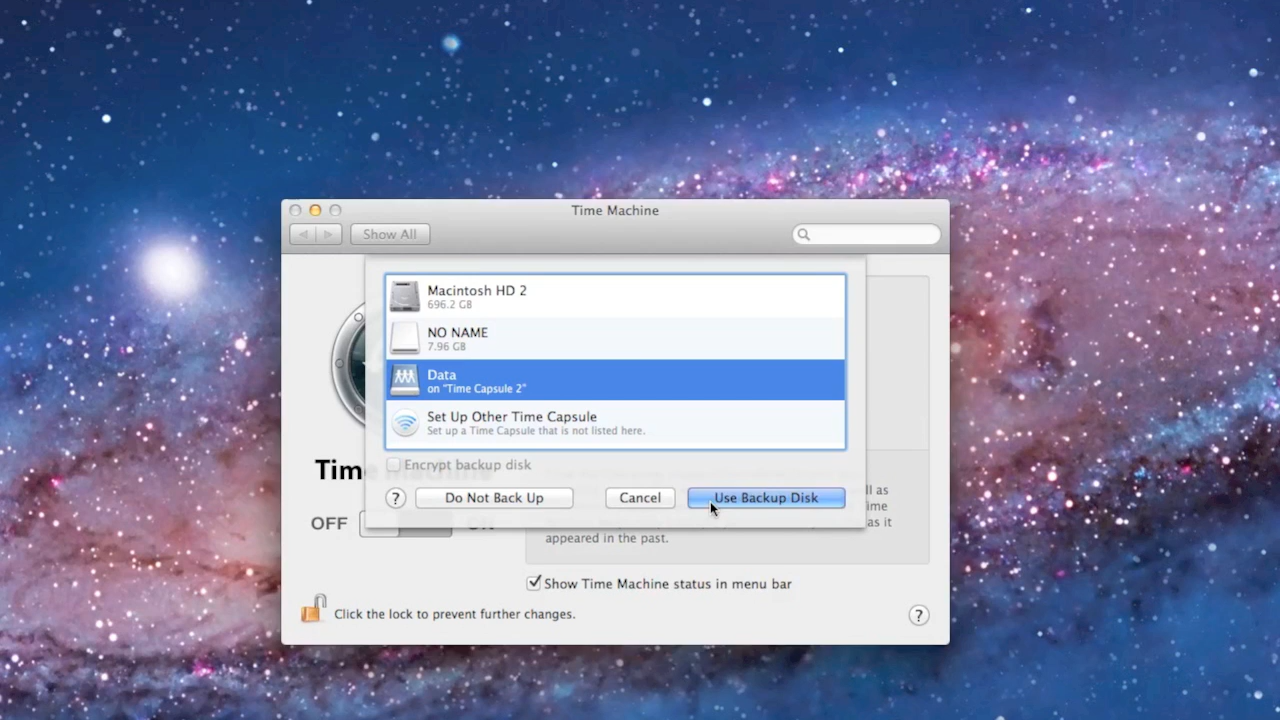 Time Machine
Show All
Macintosh HD 2
696.2 GB
NO NAME
7.96 GB
Data
on "Time Capsule 2"
Set Up Other Time Capsule
Set up a Time Capsule that is not listed here.
Encrypt backup disk
Time Machine
? Do Not Back Up Cancel Use Backup Disk
ll as
ime
OFF ON
as it
appeared in the past.
Show Time Machine status in menu bar
Click the lock to prevent further changes. ?